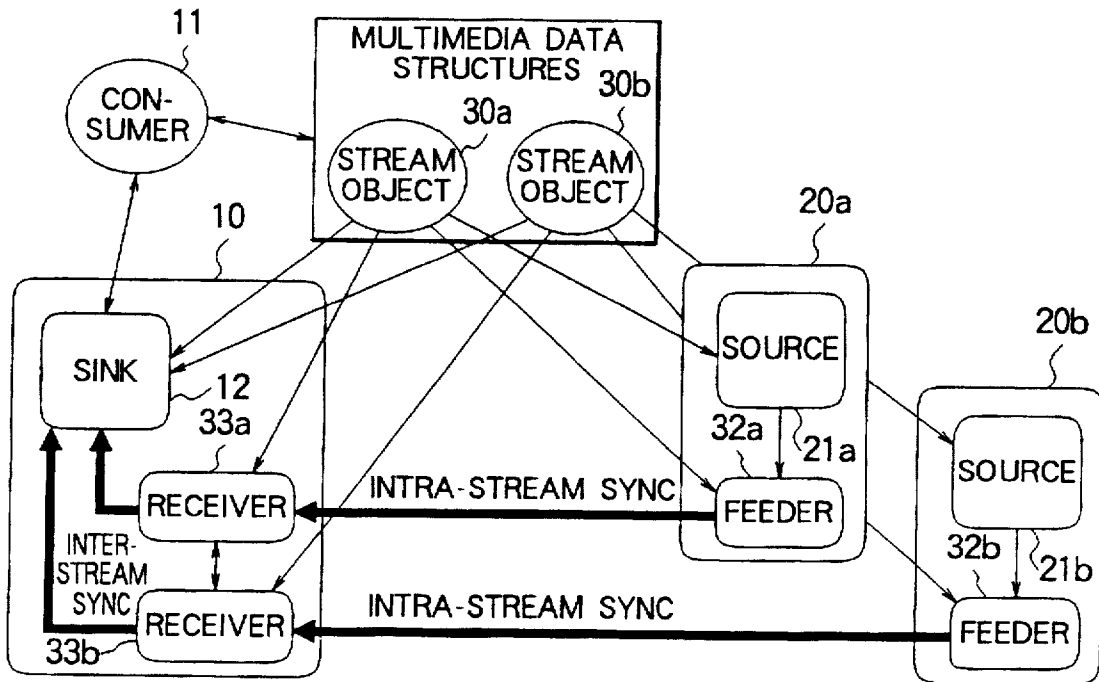 11
MULTIMEDIA DATA
STRUCTURES
30b
30a
CON-
SUMER
STREAM
OBJECT
STREAM
OBJECT
10
20a
SINK
12
SOURCE
20b
33a
32a
21a
SOURCE
RECEIVER
INTRA-STREAM SYNC
FEEDER
INTER-
STREAM
SYNC
32b
21b
RECEIVER
INTRA-STREAM SYNC
FEEDER
33b